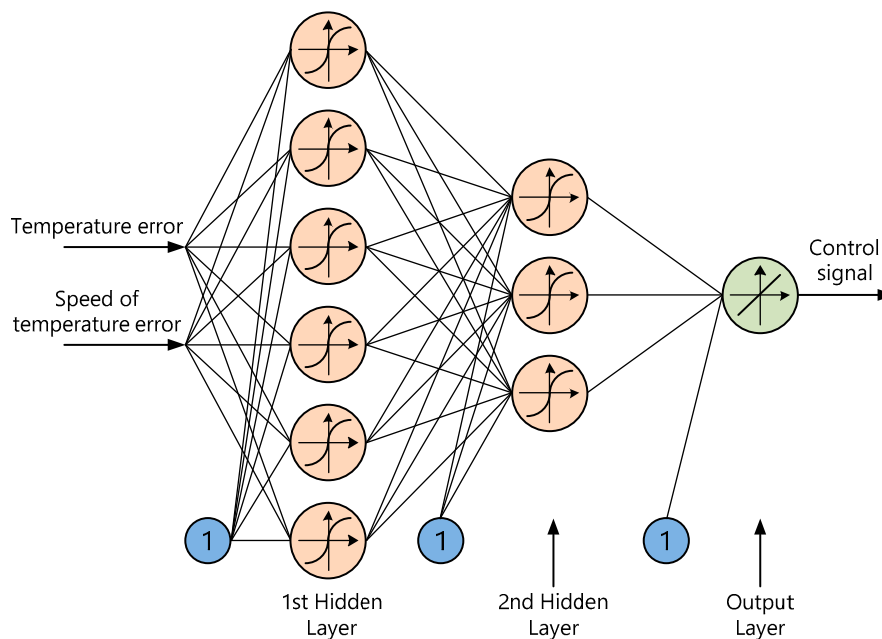 Temperature error
Speed of
temperature error
Control
signal
1
1
1
1st Hidden
Layer
2nd Hidden
Layer
Output
Layer